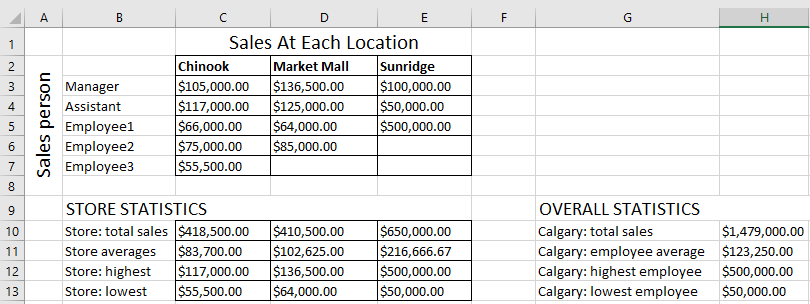 A B C D E F G H
1 Sales At Each Location
2 Chinook Market Mall Sunridge
Sales person
3 Manager $105,000.00 $136,500.00 $100,000.00
4 Assistant $117,000.00 $125,000.00 $50,000.00
5 Employee1 $66,000.00 $64,000.00 $500,000.00
6 Employee2 $75,000.00 $85,000.00
7 Employee3 $55,500.00
8
9 STORE STATISTICS OVERALL STATISTICS
10 Store: total sales $418,500.00 $410,500.00 $650,000.00 Calgary: total sales $1,479,000.00
11 Store averages $83,700.00 $102,625.00 $216,666.67 Calgary: employee average $123,250.00
12 Store: highest $117,000.00 $136,500.00 $500,000.00 Calgary: highest employee $500,000.00
13 Store: lowest $55,500.00 $64,000.00 $50,000.00 Calgary: lowest employee $50,000.00